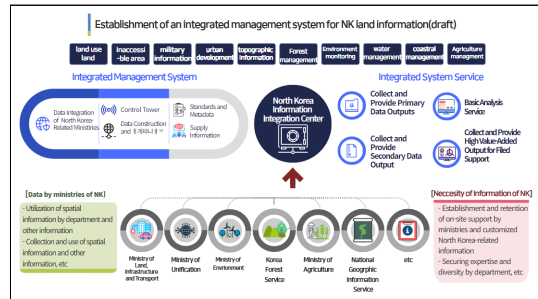 Establishment of an integrated management system for NK land information(draft)
land use
land
inaccessi
-ble area
military
information
urban
development
topographic
information
Forest
management
Environment
monitoring
water
management
coastral
management
Agriculture
managment
Integrated Management System
Integrated System Service
Data Integration
of North Korea-
Related Ministries
Control Tower
Data Construction
and
Standards and
Metadata
Supply
Information
North Korea
Information
Integration Center
Collect and
Provide Primary
Data Outputs
Basic Analysis
Service
Collect and
Provide
Secondary Data
Output
Collect and Provide
High Value-Added
Output for Filed
Support
[Data by ministries of NK]
- Utilization of spatial
information by department and
other information
- Collection and use of spatial
information and other
information, etc
Ministry of
Land,
Infrastructure
and Transport
Ministry of
Unification
Ministry of
Envrionment
Korea
Forest
Service
Ministry of
Agriculture
National
Geogrphic
Information
Service
etc
[Neccesity of Information of NK]
- Establishment and retention
of on-site support by
ministries and customized
North Korea-related
information
- Securing expertise and
diversity by department, etc